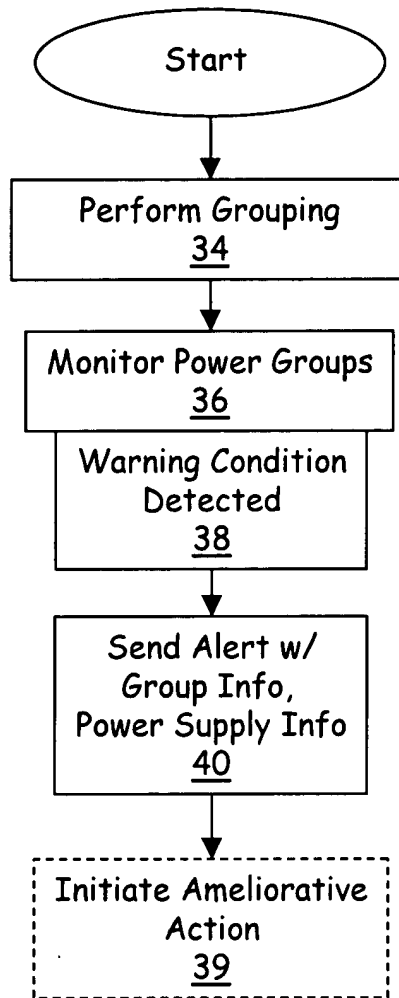 Start
Perform Grouping
34
Monitor Power Groups
36
Warning Condition
Detected
38
Send Alert w/
Group Info,
Power Supply Info
40
Initiate Ameliorative
Action
39